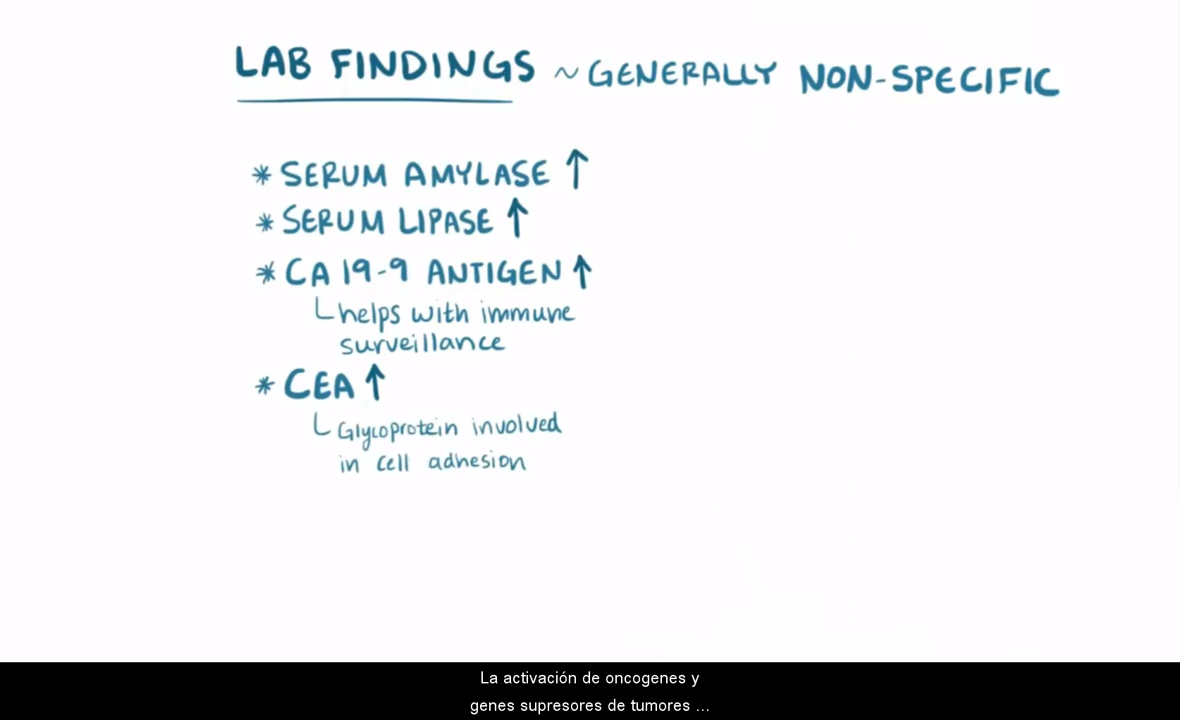 LAB FINDINGS ~ GENERALLY NON-SPECIFIC
* SERUM AMYLASE ↑
* SERUM LIPASE ↑
* CA 19-9 ANTIGEN ↑
helps with immune
surveillance
* CEA ↑
Glycoprotein involved
in cell adhesion
La activación de oncogenes y
genes supresores de tumores ...